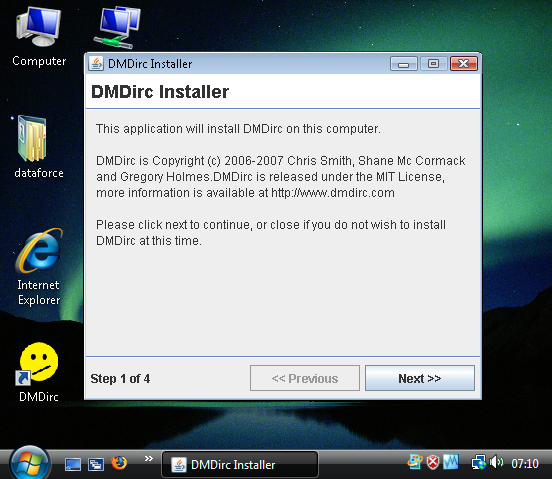 Computer
dataforce
Internet
Explorer
DMDirc
DMDirc Installer
DMDirc Installer
This application will install DMDirc on this computer.
DMDirc is Copyright (c) 2006-2007 Chris Smith, Shane Mc Cormack
and Gregory Holmes.DMDirc is released under the MIT License,
more information is available at http://www.dmdirc.com
Please click next to continue, or close if you do not wish to install
DMDirc at this time.
Step 1 of 4
<< Previous
Next >>
»
DMDirc Installer
07:10